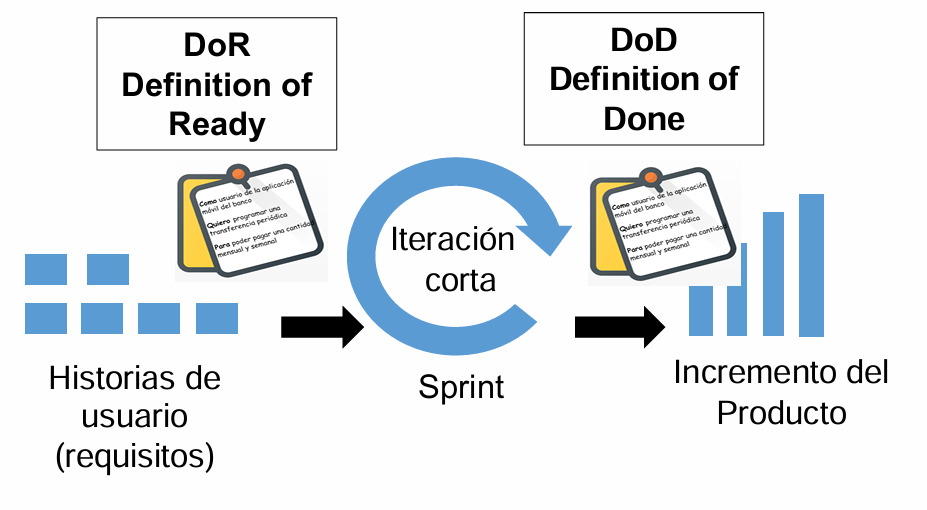 DoR
Definition of
Ready
DoD
Definition of
Done
Como usuario de la aplicación
móvil del banco
Quiero programar una
transferencia periódica
Para poder pagar una cantidad
mensual y semanal
Iteración
corta
Como usuario de la aplicación
móvil del banco
Quiero programar una
transferencia periódica
Para poder pagar una cantidad
mensual y semanal
Historias de
usuario
(requisitos)
Sprint
Incremento del
Producto